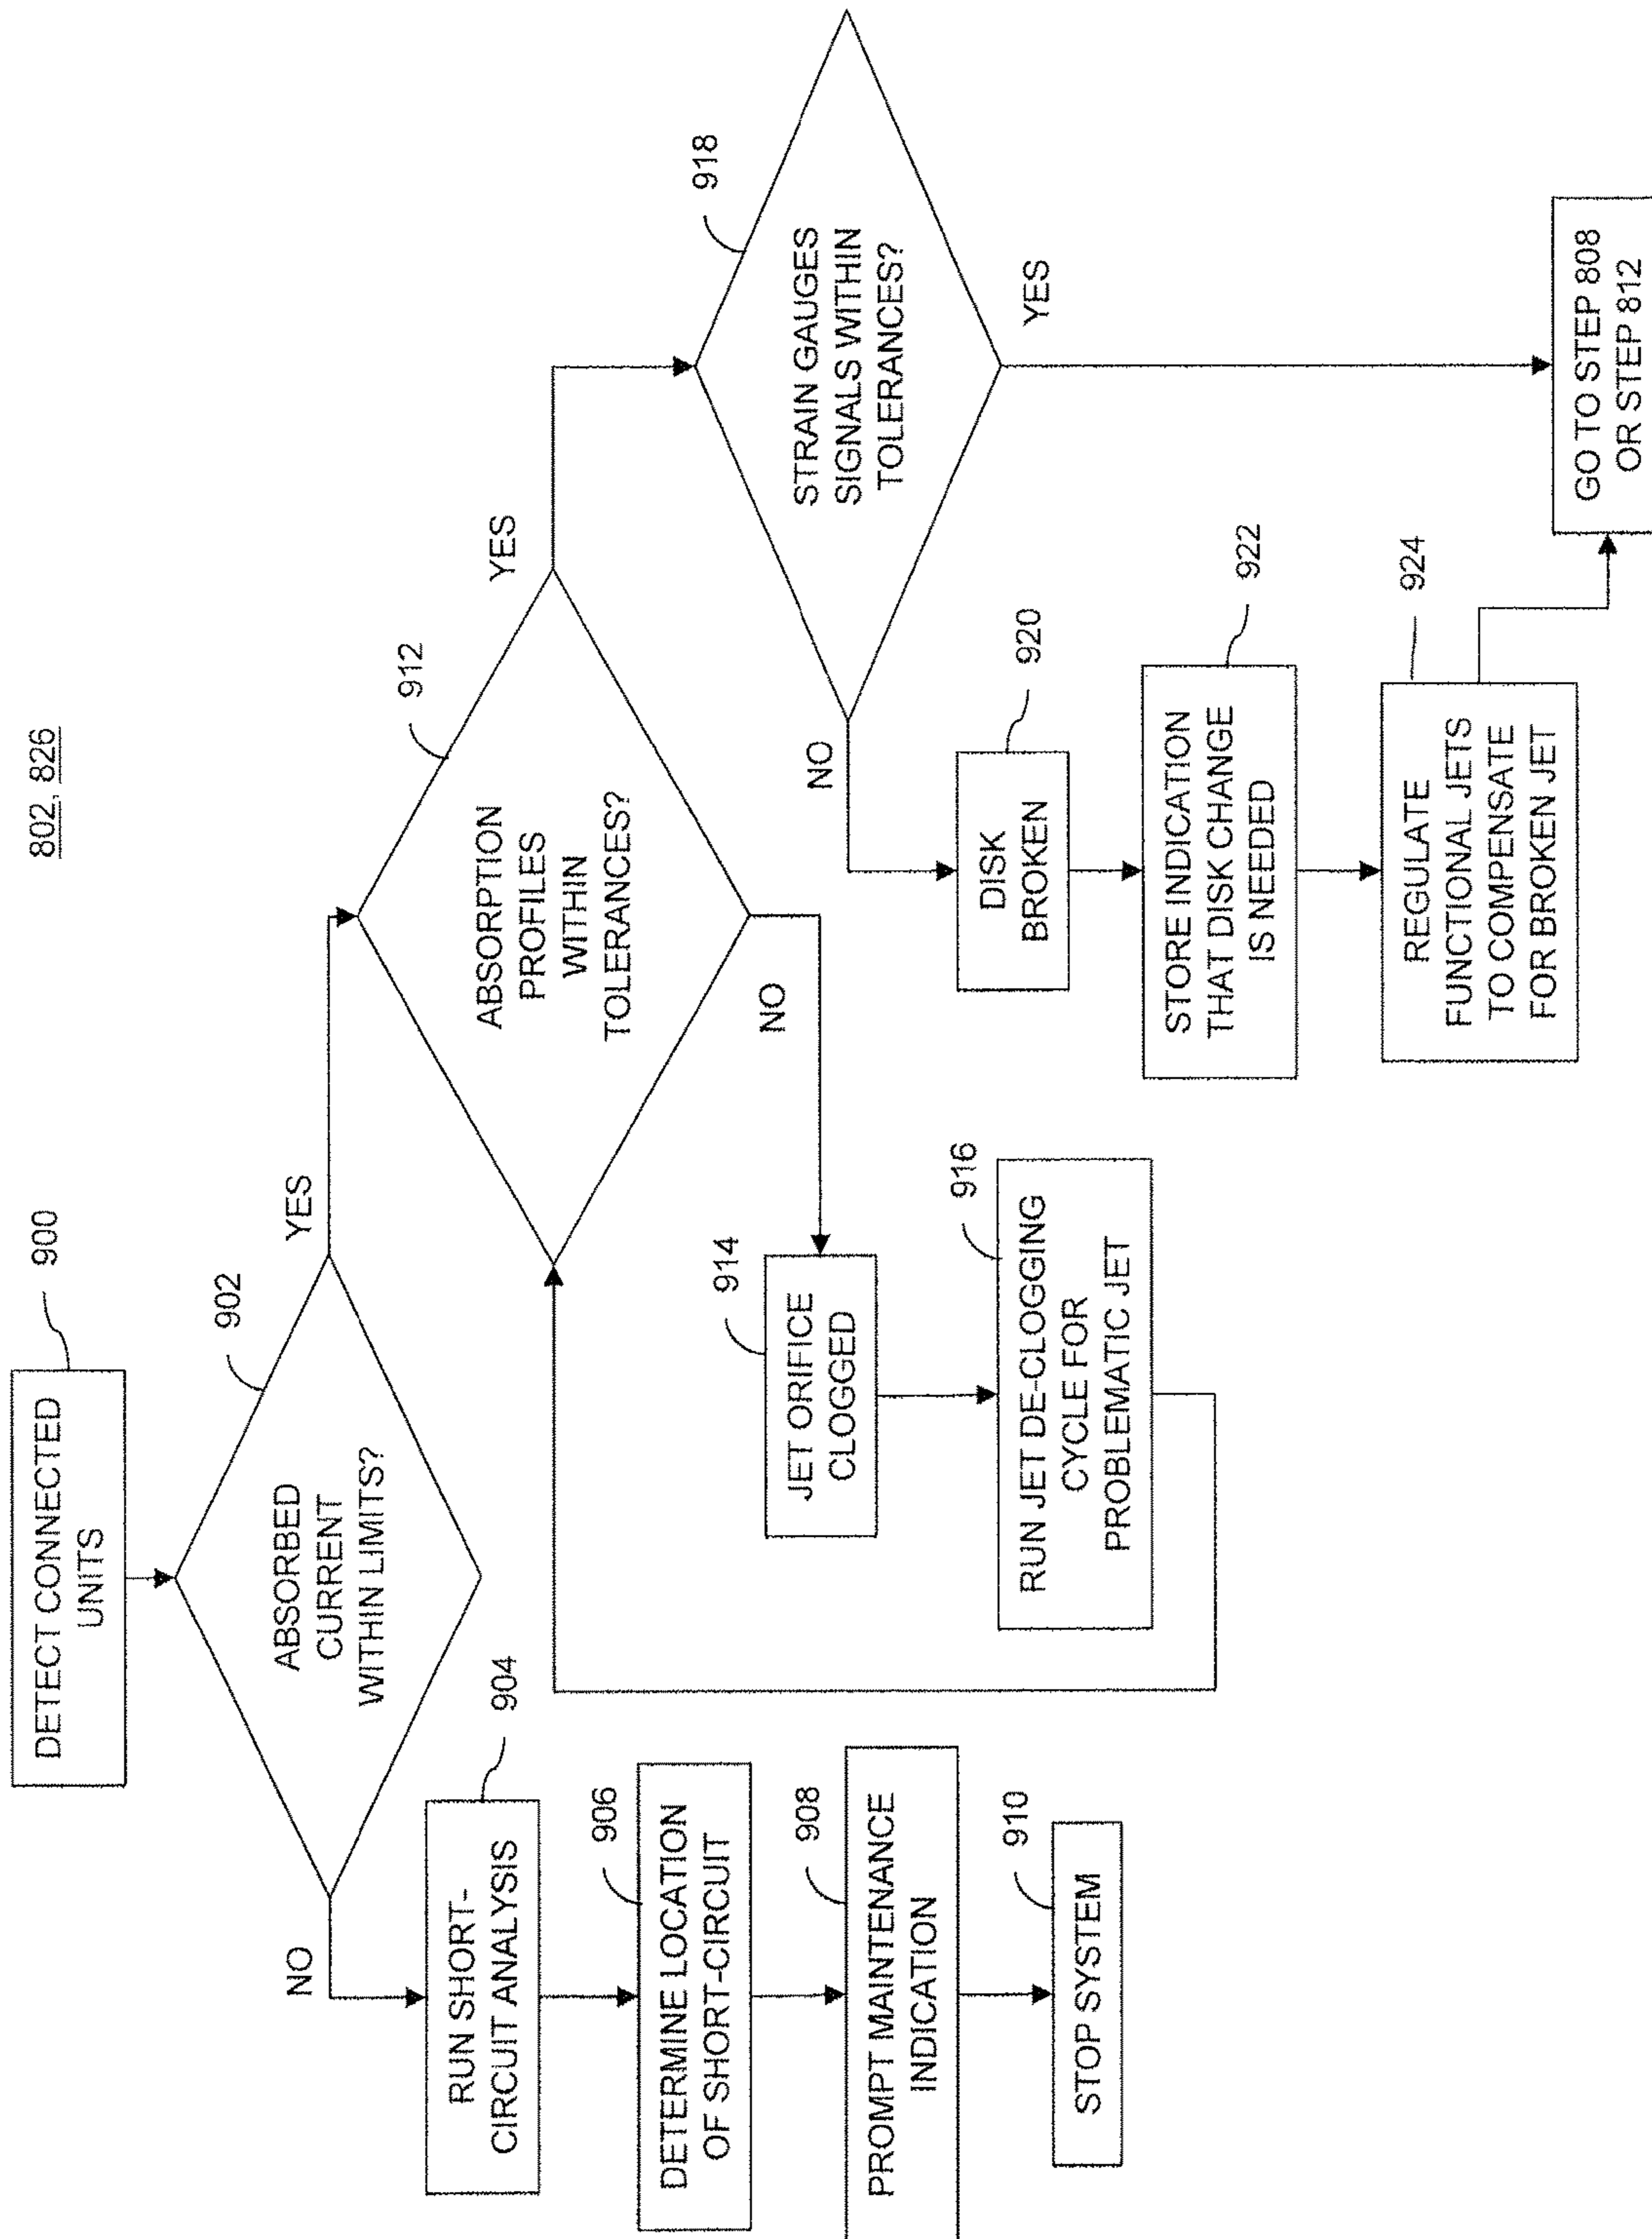 802, 826
DETECT CONNECTED
UNITS
900
ABSORBED
CURRENT
WITHIN LIMITS?
902
YES
NO
RUN SHORT-
CIRCUIT ANALYSIS
904
DETERMINE LOCATION
OF SHORT-CIRCUIT
906
PROMPT MAINTENANCE
INDICATION
908
STOP SYSTEM
910
ABSORPTION
PROFILES
WITHIN
TOLERANCES?
912
YES
NO
JET ORIFICE
CLOGGED
914
RUN JET DE-CLOGGING
CYCLE FOR
PROBLEMATIC JET
916
STRAIN GAUGES
SIGNALS WITHIN
TOLERANCES?
918
NO
YES
DISK
BROKEN
920
STORE INDICATION
THAT DISK CHANGE
IS NEEDED
922
REGULATE
FUNCTIONAL JETS
TO COMPENSATE
FOR BROKEN JET
924
GO TO STEP 808
OR STEP 812